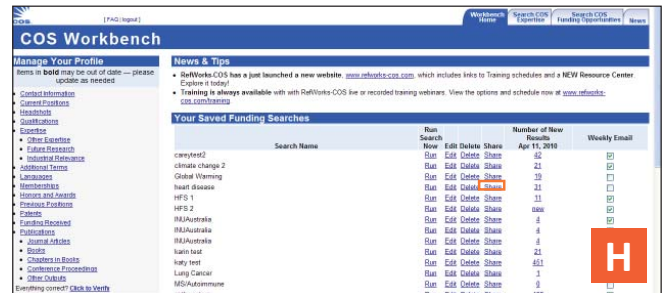 COS
[ FAQ | logout ]
Workbench Home
Search COS Expertise
Search COS Funding Opportunities
News
COS Workbench
Manage Your Profile
Items in bold may be out of date — please
update as needed
Contact Information
Current Positions
Headshots
Qualifications
Expertise
Other Expertise
Future Research
Industrial Relevance
Additional Terms
Languages
Memberships
Honors and Awards
Previous Positions
Patents
Funding Received
Publications
Journal Articles
Books
Chapters in Books
Conference Proceedings
Other Outputs
Everything correct? Click to Verify
News & Tips
RefWorks-COS has a just launched a new website, www.refworks-cos.com, which includes links to Training schedules and a NEW Resource Center.
Explore it today!
Training is always available with with RefWorks-COS live or recorded training webinars. View the options and schedule now at www.refworks-
cos.com/training
Your Saved Funding Searches
Search Name Run Search Now Edit Delete Share Number of New Results Apr 11, 2010 Weekly Email
careytest2 Run Edit Delete Share 42
climate change 2 Run Edit Delete Share 21
Global Warming Run Edit Delete Share 19
heart disease Run Edit Delete Share 31
HFS 1 Run Edit Delete Share 11
HFS 2 Run Edit Delete Share new
INUAustralia Run Edit Delete Share 4
INUAustralia Run Edit Delete Share 4
INUAustralia Run Edit Delete Share 4
karin test Run Edit Delete Share 21
katy test Run Edit Delete Share 451
Lung Cancer Run Edit Delete Share 1
MS/Autoimmune Run Edit Delete Share 0
H